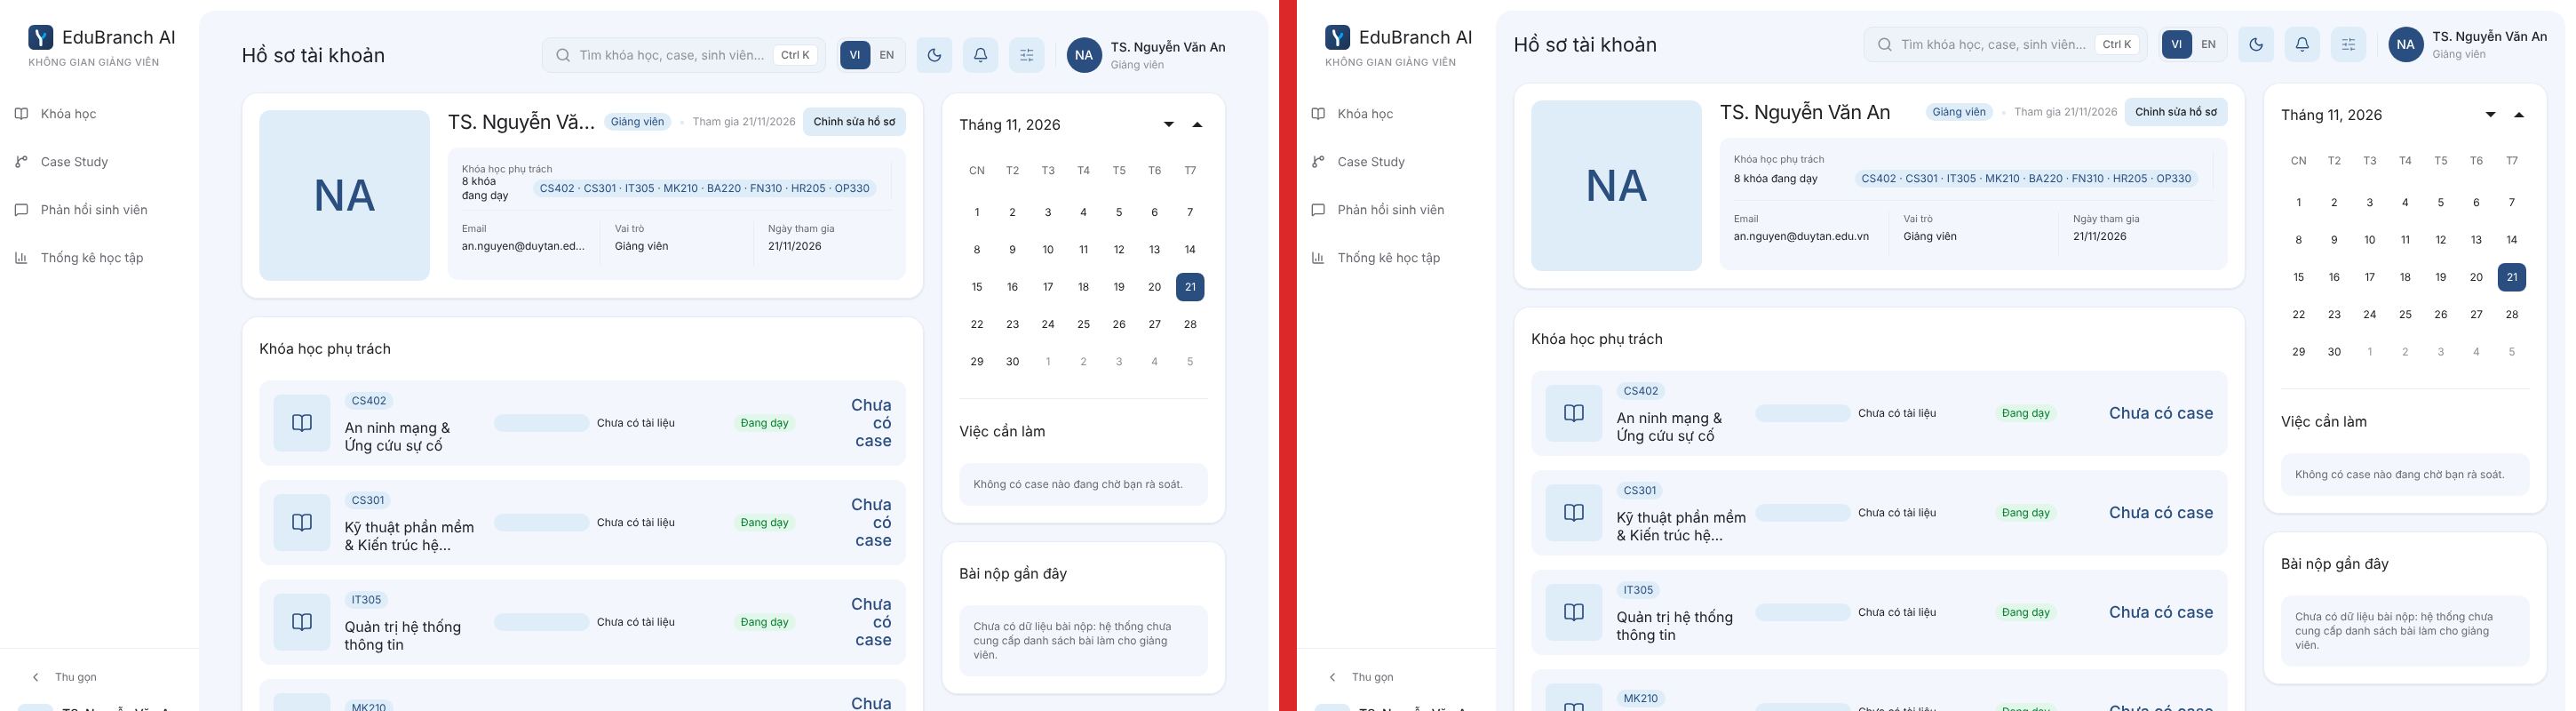 EduBranch AI
KHÔNG GIAN GIẢNG VIÊN
Khóa học
Case Study
Phản hồi sinh viên
Thống kê học tập
Thu gọn
Hồ sơ tài khoản
Tìm khóa học, case, sinh viên...
Ctrl K
VI
EN
NA
TS. Nguyễn Văn An
Giảng viên
NA
TS. Nguyễn Vă...
Giảng viên
Tham gia 21/11/2026
Chỉnh sửa hồ sơ
Khóa học phụ trách
8 khóa
đang dạy
CS402 · CS301 · IT305 · MK210 · BA220 · FN310 · HR205 · OP330
Email
an.nguyen@duytan.ed...
Vai trò
Giảng viên
Ngày tham gia
21/11/2026
Khóa học phụ trách
CS402
An ninh mạng &
Ứng cứu sự cố
Chưa có tài liệu
Đang dạy
Chưa
có
case
CS301
Kỹ thuật phần mềm
& Kiến trúc hệ...
Chưa có tài liệu
Đang dạy
Chưa
có
case
IT305
Quản trị hệ thống
thông tin
Chưa có tài liệu
Đang dạy
Chưa
có
case
MK210
Chưa
Tháng 11, 2026
CN T2 T3 T4 T5 T6 T7
1 2 3 4 5 6 7
8 9 10 11 12 13 14
15 16 17 18 19 20 21
22 23 24 25 26 27 28
29 30 1 2 3 4 5
Việc cần làm
Không có case nào đang chờ bạn rà soát.
Bài nộp gần đây
Chưa có dữ liệu bài nộp: hệ thống chưa
cung cấp danh sách bài làm cho giảng
viên.
EduBranch AI
KHÔNG GIAN GIẢNG VIÊN
Khóa học
Case Study
Phản hồi sinh viên
Thống kê học tập
Thu gọn
Hồ sơ tài khoản
Tìm khóa học, case, sinh viên...
Ctrl K
VI
EN
NA
TS. Nguyễn Văn An
Giảng viên
NA
TS. Nguyễn Văn An
Giảng viên
Tham gia 21/11/2026
Chỉnh sửa hồ sơ
Khóa học phụ trách
8 khóa đang dạy
CS402 · CS301 · IT305 · MK210 · BA220 · FN310 · HR205 · OP330
Email
an.nguyen@duytan.edu.vn
Vai trò
Giảng viên
Ngày tham gia
21/11/2026
Khóa học phụ trách
CS402
An ninh mạng &
Ứng cứu sự cố
Chưa có tài liệu
Đang dạy
Chưa có case
CS301
Kỹ thuật phần mềm
& Kiến trúc hệ...
Chưa có tài liệu
Đang dạy
Chưa có case
IT305
Quản trị hệ thống
thông tin
Chưa có tài liệu
Đang dạy
Chưa có case
MK210
Tháng 11, 2026
CN T2 T3 T4 T5 T6 T7
1 2 3 4 5 6 7
8 9 10 11 12 13 14
15 16 17 18 19 20 21
22 23 24 25 26 27 28
29 30 1 2 3 4 5
Việc cần làm
Không có case nào đang chờ bạn rà soát.
Bài nộp gần đây
Chưa có dữ liệu bài nộp: hệ thống chưa
cung cấp danh sách bài làm cho giảng
viên.